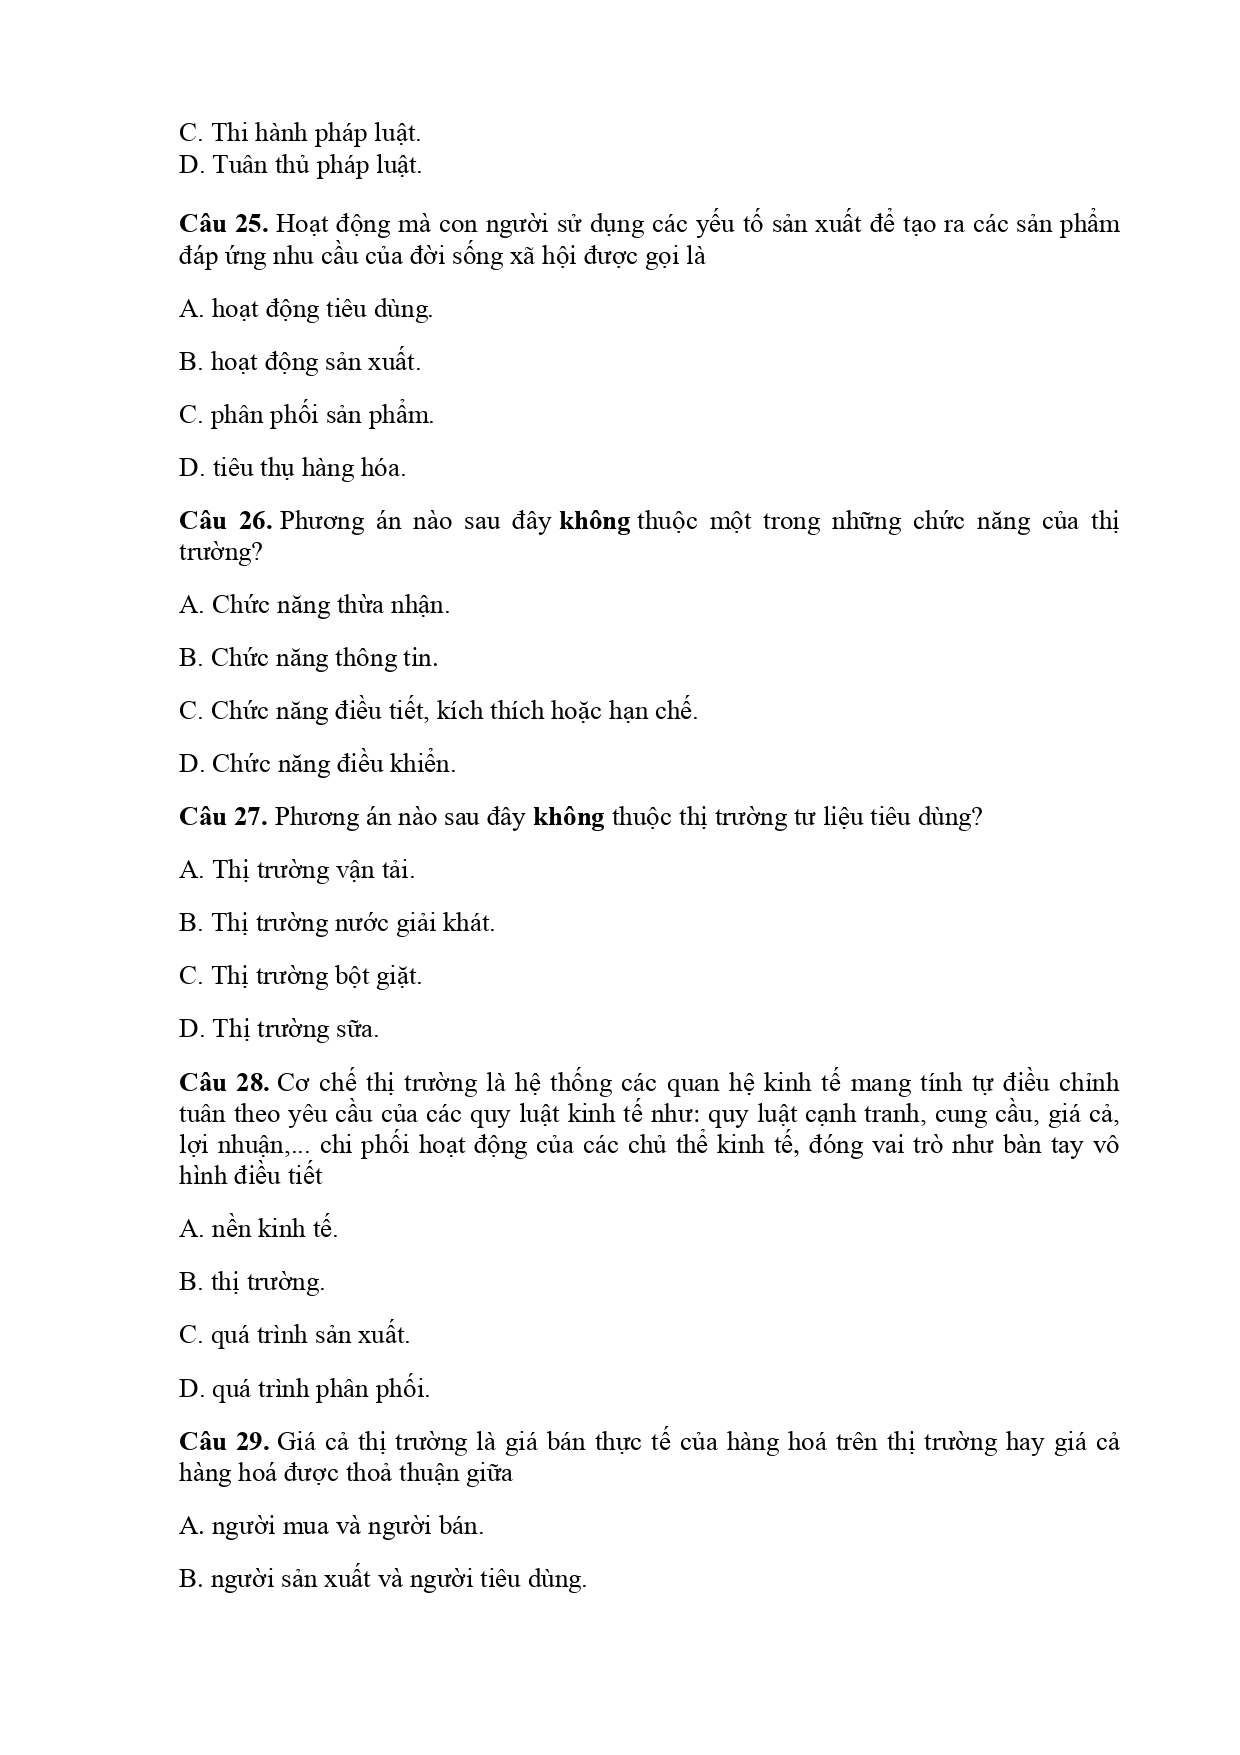 C. Thi hành pháp luật.
D. Tuân thủ pháp luật.
Câu 25. Hoạt động mà con người sử dụng các yếu tố sản xuất để tạo ra các sản phẩm
đáp ứng nhu cầu của đời sống xã hội được gọi là
A. hoạt động tiêu dùng.
B. hoạt động sản xuất.
C. phân phối sản phẩm.
D. tiêu thụ hàng hóa.
Câu 26. Phương án nào sau đây không thuộc một trong những chức năng của thị
trường?
A. Chức năng thừa nhận.
B. Chức năng thông tin.
C. Chức năng điều tiết, kích thích hoặc hạn chế.
D. Chức năng điều khiển.
Câu 27. Phương án nào sau đây không thuộc thị trường tư liệu tiêu dùng?
A. Thị trường vận tải.
B. Thị trường nước giải khát.
C. Thị trường bột giặt.
D. Thị trường sữa.
Câu 28. Cơ chế thị trường là hệ thống các quan hệ kinh tế mang tính tự điều chỉnh
tuân theo yêu cầu của các quy luật kinh tế như: quy luật cạnh tranh, cung cầu, giá cả,
lợi nhuận,... chi phối hoạt động của các chủ thể kinh tế, đóng vai trò như bàn tay vô
hình điều tiết
A. nền kinh tế.
B. thị trường.
C. quá trình sản xuất.
D. quá trình phân phối.
Câu 29. Giá cả thị trường là giá bán thực tế của hàng hoá trên thị trường hay giá cả
hàng hoá được thoả thuận giữa
A. người mua và người bán.
B. người sản xuất và người tiêu dùng.